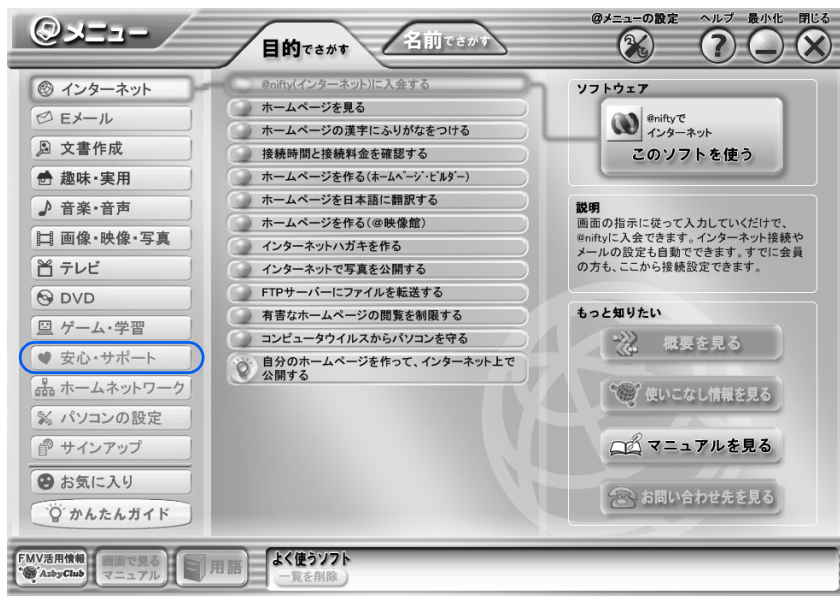 @メニュー
目的でさがす
名前でさがす
@メニューの設定
ヘルプ
最小化
閉じる
インターネット
Eメール
文書作成
趣味・実用
音楽・音声
画像・映像・写真
テレビ
DVD
ゲーム・学習
安心・サポート
ホームネットワーク
パソコンの設定
サインアップ
お気に入り
かんたんガイド
@nifty(インターネット)に入会する
ホームページを見る
ホームページの漢字にふりがなをつける
接続時間と接続料金を確認する
ホームページを作る(ホームページ・ビルダー)
ホームページを日本語に翻訳する
ホームページを作る(@映像館)
インターネットハガキを作る
インターネットで写真を公開する
FTPサーバーにファイルを転送する
有害なホームページの閲覧を制限する
コンピュータウイルスからパソコンを守る
自分のホームページを作って、インターネット上で
公開する
ソフトウェア
@niftyで
インターネット
このソフトを使う
説明
画面の指示に従って入力していくだけで、
@niftyに入会できます。インターネット接続や
メールの設定も自動でできます。すでに会員
の方も、ここから接続設定できます。
もっと知りたい
概要を見る
使いこなし情報を見る
マニュアルを見る
お問い合わせ先を見る
FMV活用情報
AzbyClub
画面で見る
マニュアル
用語
よく使うソフト
一覧を削除